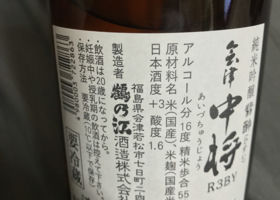 純米吟醸
会津中将
あいづちゅうじょう
R3BY
アルコール分16度 精米歩合55
原材料名 米(国産)、米麹(国産
日本酒度+3 酸度1.6
製造者
福島県会津若松市七日町二
鶴乃江酒造株式会
・飲酒は20歳になってから。
・妊娠中や授乳期の飲酒は
・保存方法
要冷蔵